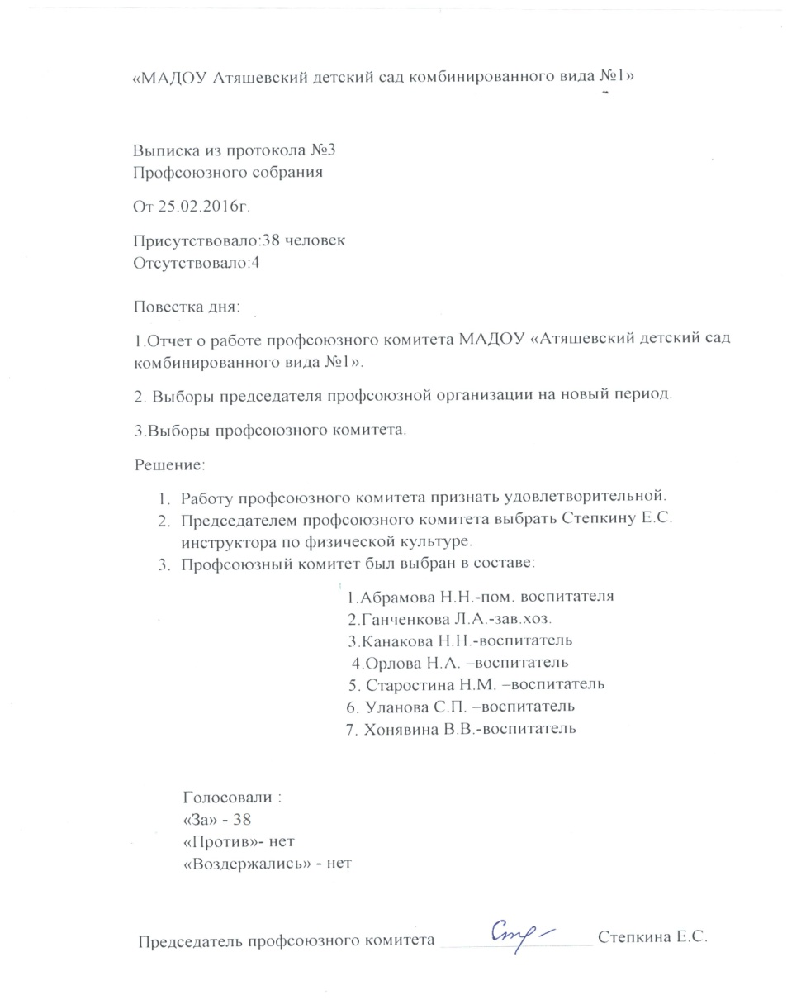 «МАДОУ Атяшевский детский сад комбинированного вида №1»
Выписка из протокола №3
Профсоюзного собрания
От 25.02.2016г.
Присутствовало:38 человек
Отсутствовало:4
Повестка дня:
1.Отчет о работе профсоюзного комитета МАДОУ «Атяшевский детский сад
комбинированного вида №1».
2. Выборы председателя профсоюзной организации на новый период.
3.Выборы профсоюзного комитета.
Решение:
1. Работу профсоюзного комитета признать удовлетворительной.
2. Председателем профсоюзного комитета выбрать Степкину Е.С.
инструктора по физической культуре.
3. Профсоюзный комитет был выбран в составе:
1.Абрамова Н.Н.-пом. воспитателя
2.Ганченкова Л.А.-зав.хоз.
3.Канакова Н.Н.-воспитатель
4.Орлова Н.А. –воспитатель
5. Старостина Н.М. –воспитатель
6. Уланова С.П. –воспитатель
7. Хонявина В.В.-воспитатель
Голосовали :
«За» - 38
«Против»- нет
«Воздержались» - нет
Председатель профсоюзного комитета Степкина Е.С.